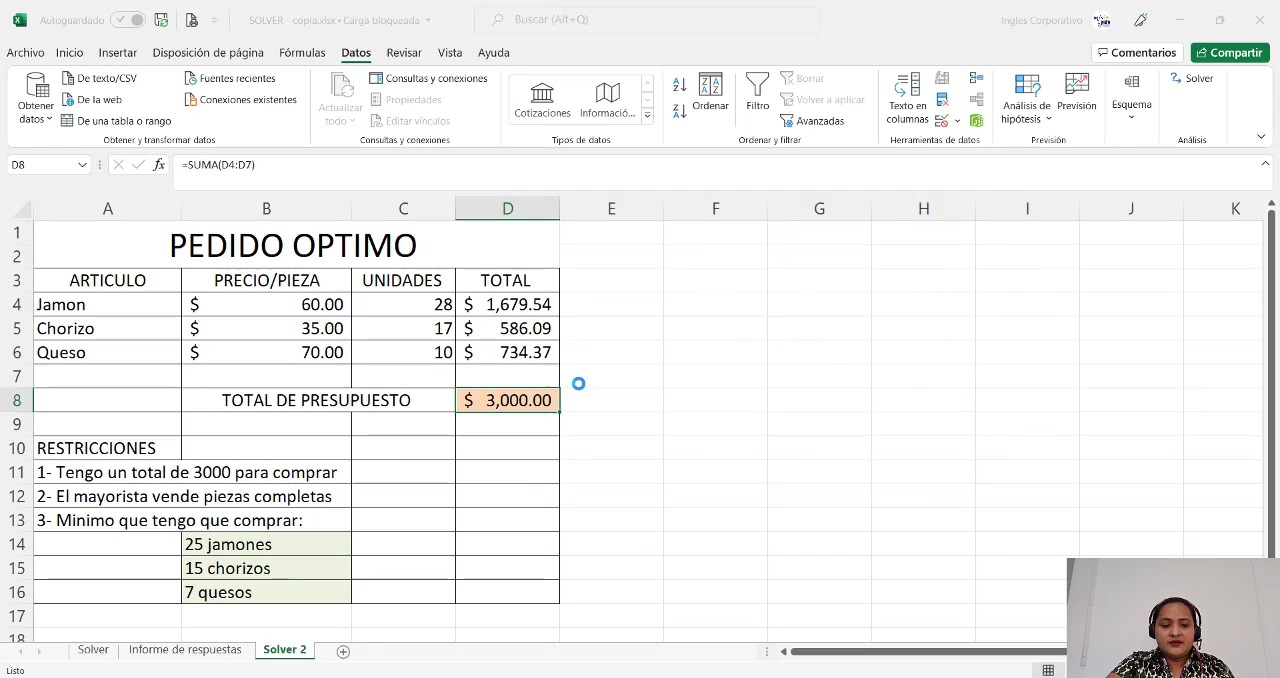 Autoguardado
SOLVER - copia.xlsx • Carga bloqueada
Buscar (Alt+Q)
Ingles Corporativo
Archivo Inicio Insertar Disposición de página Fórmulas Datos Revisar Vista Ayuda
Comentarios Compartir
Obtener datos
De texto/CSV
De la web
De una tabla o rango
Fuentes recientes
Conexiones existentes
Obtener y transformar datos
Actualizar todo
Consultas y conexiones
Propiedades
Editar vínculos
Consultas y conexiones
Cotizaciones
Informació...
Tipos de datos
Ordenar
Filtro
Borrar
Volver a aplicar
Avanzadas
Ordenar y filtrar
Texto en columnas
Herramientas de datos
Análisis de hipótesis
Previsión
Previsión
Esquema
Solver
Análisis
D8
fx
=SUMA(D4:D7)
A B C D E F G H I J K
1 PEDIDO OPTIMO
2
3 ARTICULO PRECIO/PIEZA UNIDADES TOTAL
4 Jamon $ 60.00 28 $ 1,679.54
5 Chorizo $ 35.00 17 $ 586.09
6 Queso $ 70.00 10 $ 734.37
7
8 TOTAL DE PRESUPUESTO $ 3,000.00
9
10 RESTRICCIONES
11 1- Tengo un total de 3000 para comprar
12 2- El mayorista vende piezas completas
13 3- Minimo que tengo que comprar:
14 25 jamones
15 15 chorizos
16 7 quesos
17
18
Solver Informe de respuestas Solver 2
Listo